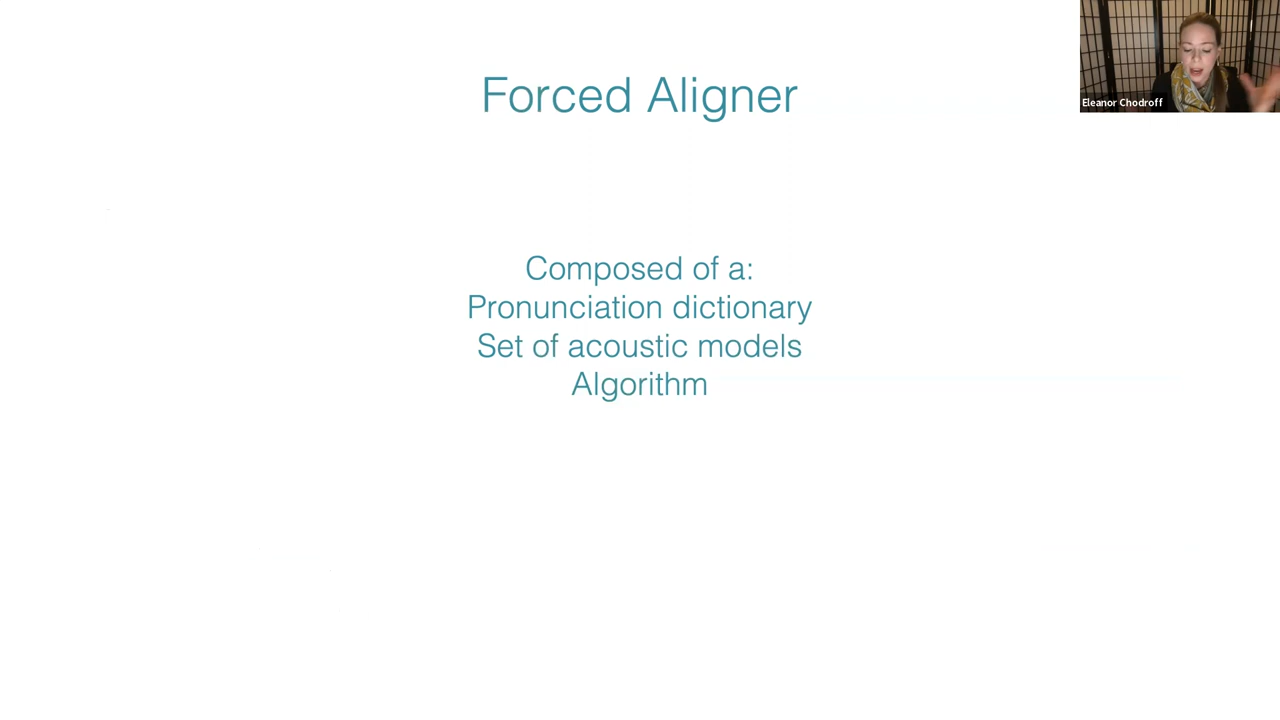 Forced Aligner
Eleanor Chodroff
Composed of a:
Pronunciation dictionary
Set of acoustic models
Algorithm